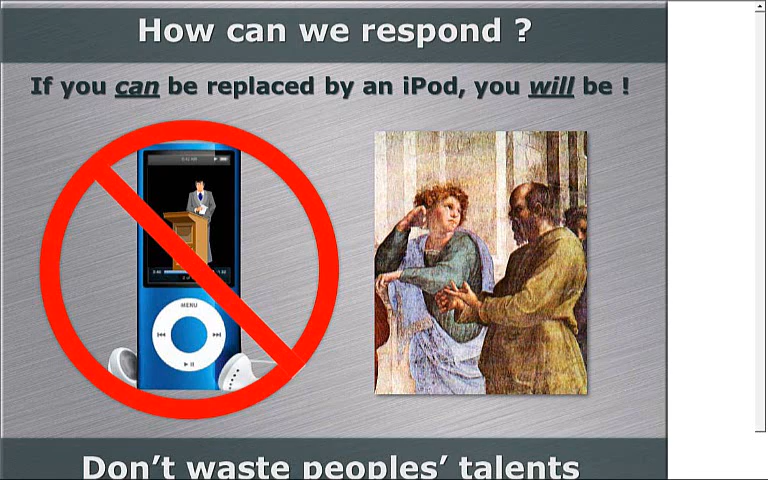 How can we respond ?
If you can be replaced by an iPod, you will be !
MENU
Don't waste peoples' talents